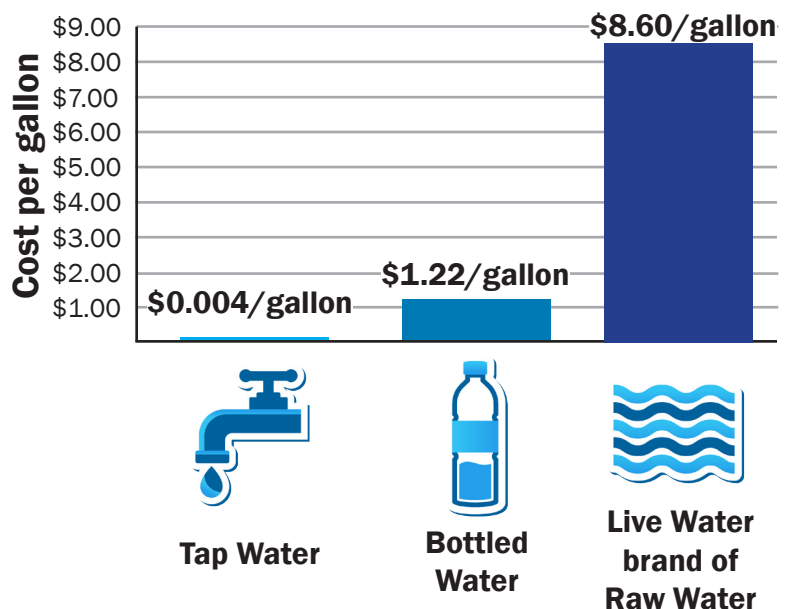 Cost per gallon
$9.00
$8.00
$7.00
$6.00
$5.00
$4.00
$3.00
$2.00
$1.00
$0.004/gallon
$1.22/gallon
$8.60/gallon
Tap Water
Bottled
Water
Live Water
brand of
Raw Water